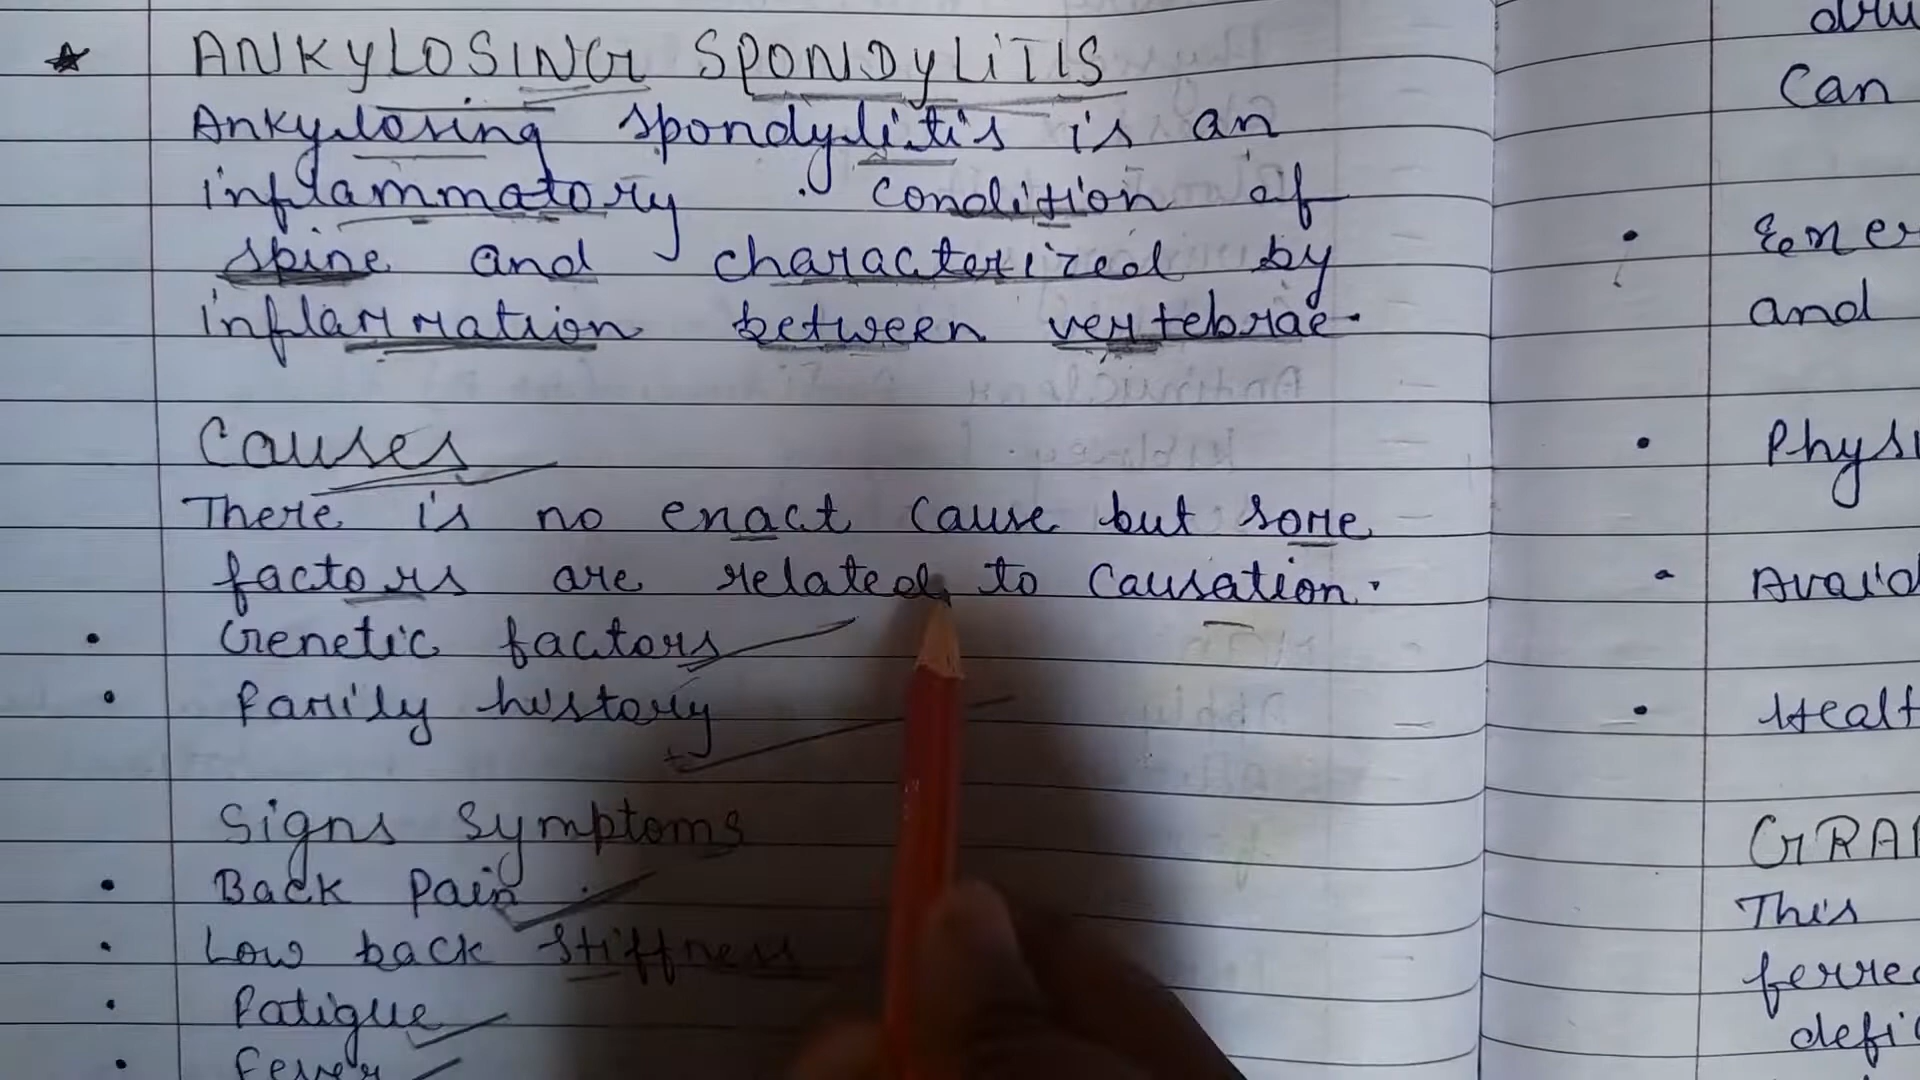 ANKYLOSING SPONDYLITIS
Ankylosing spondylitis is an
inflammatory condition of
spine and characterized by
inflammation between vertebrae.
Causes
There is no exact cause but some
factors are related to causation.
• Genetic factors
• Family history
Signs Symptoms
• Back Pain
• Low back stiffness
• Fatigue
• Fever
Can
and
This